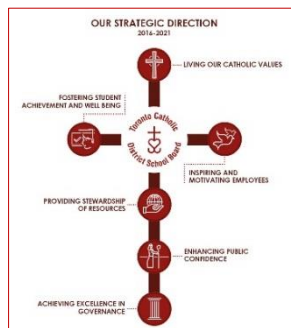 OUR STRATEGIC DIRECTION
2016-2021
LIVING OUR CATHOLIC VALUES
FOSTERING STUDENT
ACHIEVEMENT AND WELL BEING
Toronto Catholic
District School Board
INSPIRING AND
MOTIVATING EMPLOYEES
PROVIDING STEWARDSHIP
OF RESOURCES
ENHANCING PUBLIC
CONFIDENCE
ACHIEVING EXCELLENCE IN
GOVERNANCE